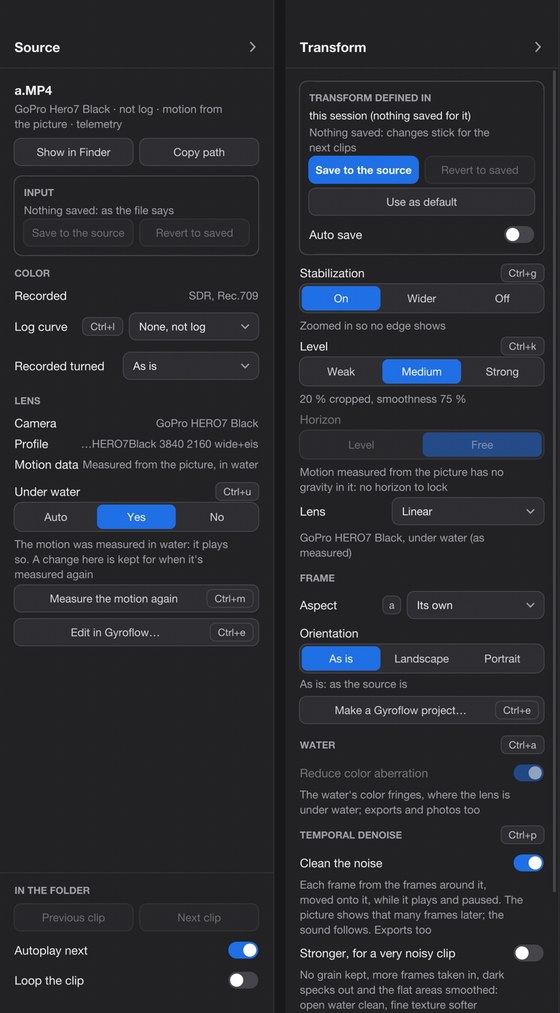 Source
a.MP4
GoPro Hero7 Black · not log · motion from
the picture · telemetry
Show in Finder
Copy path
INPUT
Nothing saved: as the file says
Save to the source
Revert to saved
COLOR
Recorded
SDR, Rec.709
Log curve
Ctrl+l
None, not log
Recorded turned
As is
LENS
Camera
GoPro HERO7 Black
Profile
…HERO7Black 3840 2160 wide+eis
Motion data
Measured from the picture, in water
Under water
Ctrl+u
Auto
Yes
No
The motion was measured in water: it plays
so. A change here is kept for when it's
measured again
Measure the motion again
Ctrl+m
Edit in Gyroflow…
Ctrl+e
IN THE FOLDER
Previous clip
Next clip
Autoplay next
Loop the clip
Transform
TRANSFORM DEFINED IN
this session (nothing saved for it)
Nothing saved: changes stick for the
next clips
Save to the source
Revert to saved
Use as default
Auto save
Stabilization
Ctrl+g
On
Wider
Off
Zoomed in so no edge shows
Level
Ctrl+k
Weak
Medium
Strong
20 % cropped, smoothness 75 %
Horizon
Level
Free
Motion measured from the picture has no
gravity in it: no horizon to lock
Lens
Linear
GoPro HERO7 Black, under water (as
measured)
FRAME
Aspect
a
Its own
Orientation
As is
Landscape
Portrait
As is: as the source is
Make a Gyroflow project…
Ctrl+e
WATER
Ctrl+a
Reduce color aberration
The water's color fringes, where the lens is
under water; exports and photos too
TEMPORAL DENOISE
Ctrl+p
Clean the noise
Each frame from the frames around it,
moved onto it, while it plays and paused. The
picture shows that many frames later; the
sound follows. Exports too
Stronger, for a very noisy clip
No grain kept, more frames taken in, dark
specks out and the flat areas smoothed:
open water clean, fine texture softer